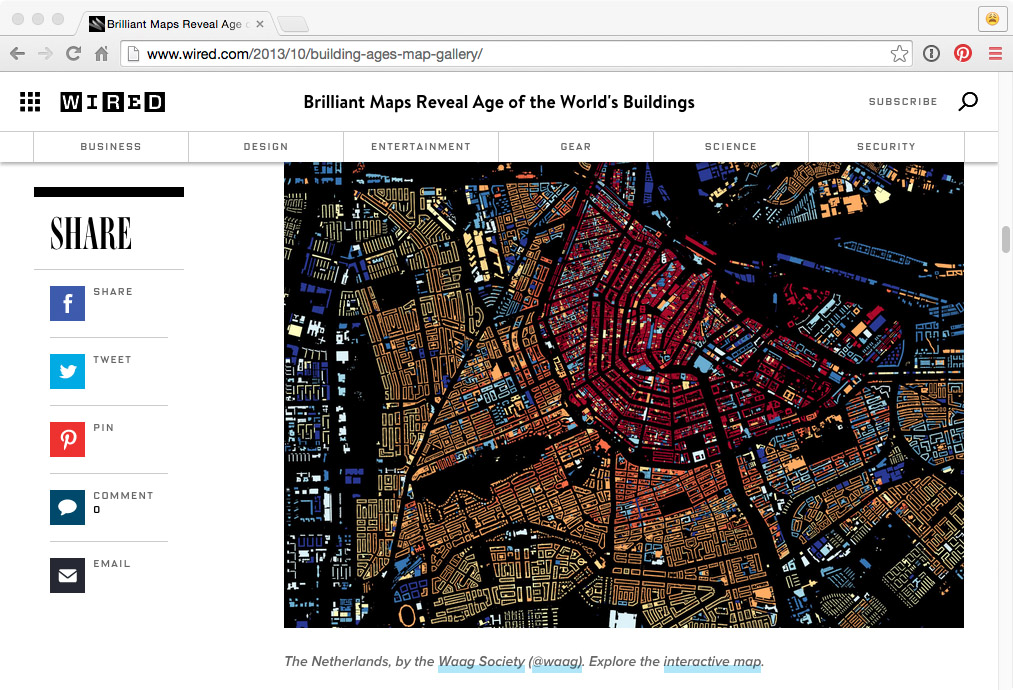 Brilliant Maps Reveal Age
www.wired.com/2013/10/building-ages-map-gallery/
WIRED
Brilliant Maps Reveal Age of the World's Buildings
SUBSCRIBE
BUSINESS
DESIGN
ENTERTAINMENT
GEAR
SCIENCE
SECURITY
SHARE
SHARE
TWEET
PIN
COMMENT
0
EMAIL
The Netherlands, by the Waag Society (@waag). Explore the interactive map.